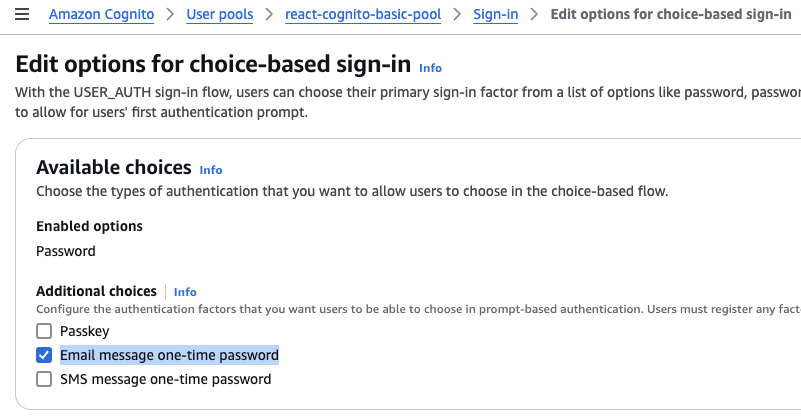 Amazon Cognito > User pools > react-cognito-basic-pool > Sign-in > Edit options for choice-based sign-in
Edit options for choice-based sign-in Info
With the USER_AUTH sign-in flow, users can choose their primary sign-in factor from a list of options like password,
to allow for users' first authentication prompt.
Available choices Info
Choose the types of authentication that you want to allow users to choose in the choice-based flow.
Enabled options
Password
Additional choices Info
Configure the authentication factors that you want users to be able to choose in prompt-based authentication. Users must register any
Passkey
Email message one-time password
SMS message one-time password